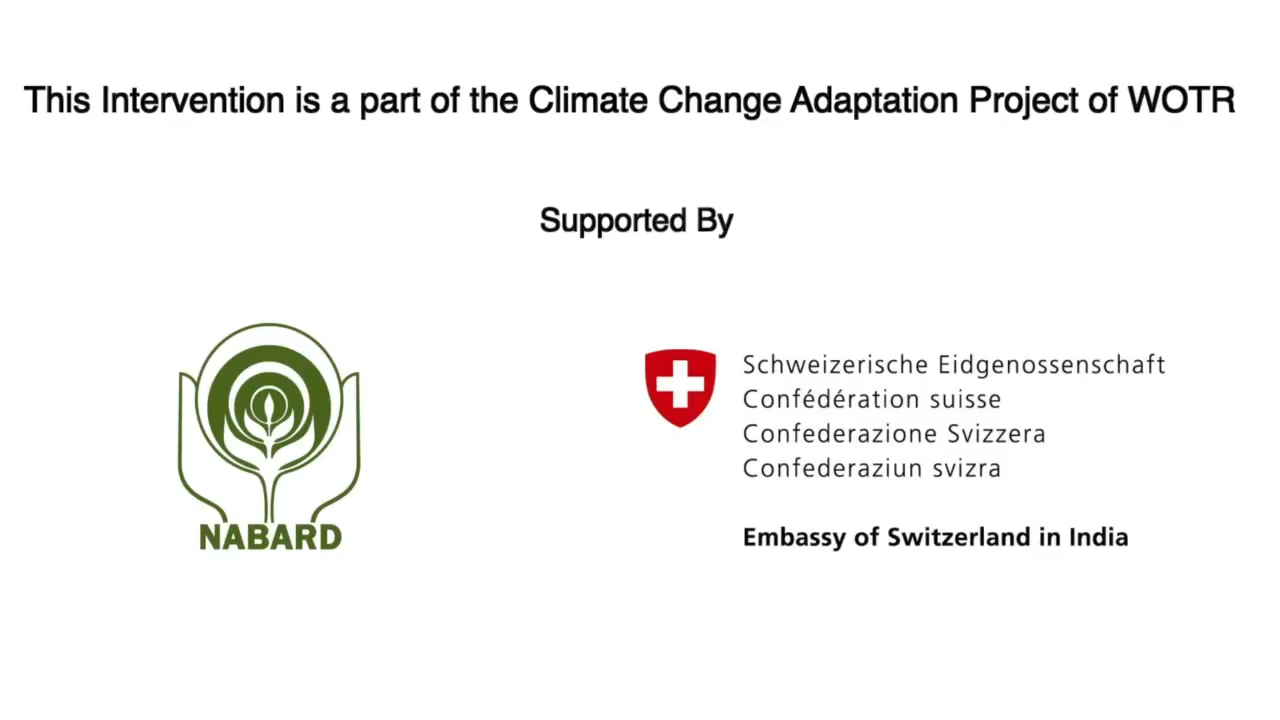 This Intervention is a part of the Climate Change Adaptation Project of WOTR
Supported By
NABARD
Schweizerische Eidgenossenschaft
Confédération suisse
Confederazione Svizzera
Confederaziun svizra
Embassy of Switzerland in India